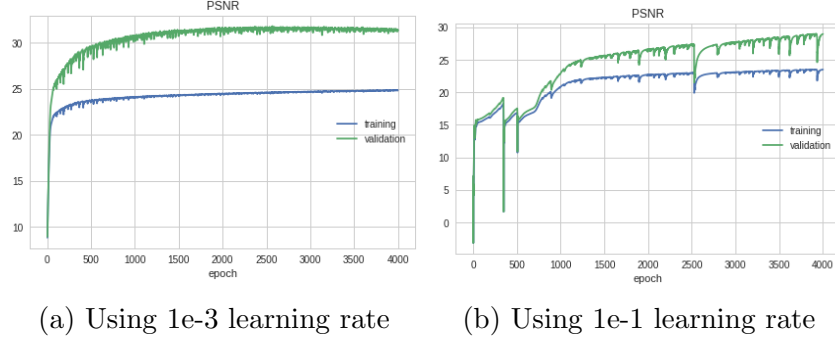 PSNR
30
25
20
15
10
training
validation
0 500 1000 1500 2000 2500 3000 3500 4000
epoch
(a) Using 1e-3 learning rate
PSNR
30
25
20
15
10
5
0
training
validation
0 500 1000 1500 2000 2500 3000 3500 4000
epoch
(b) Using 1e-1 learning rate